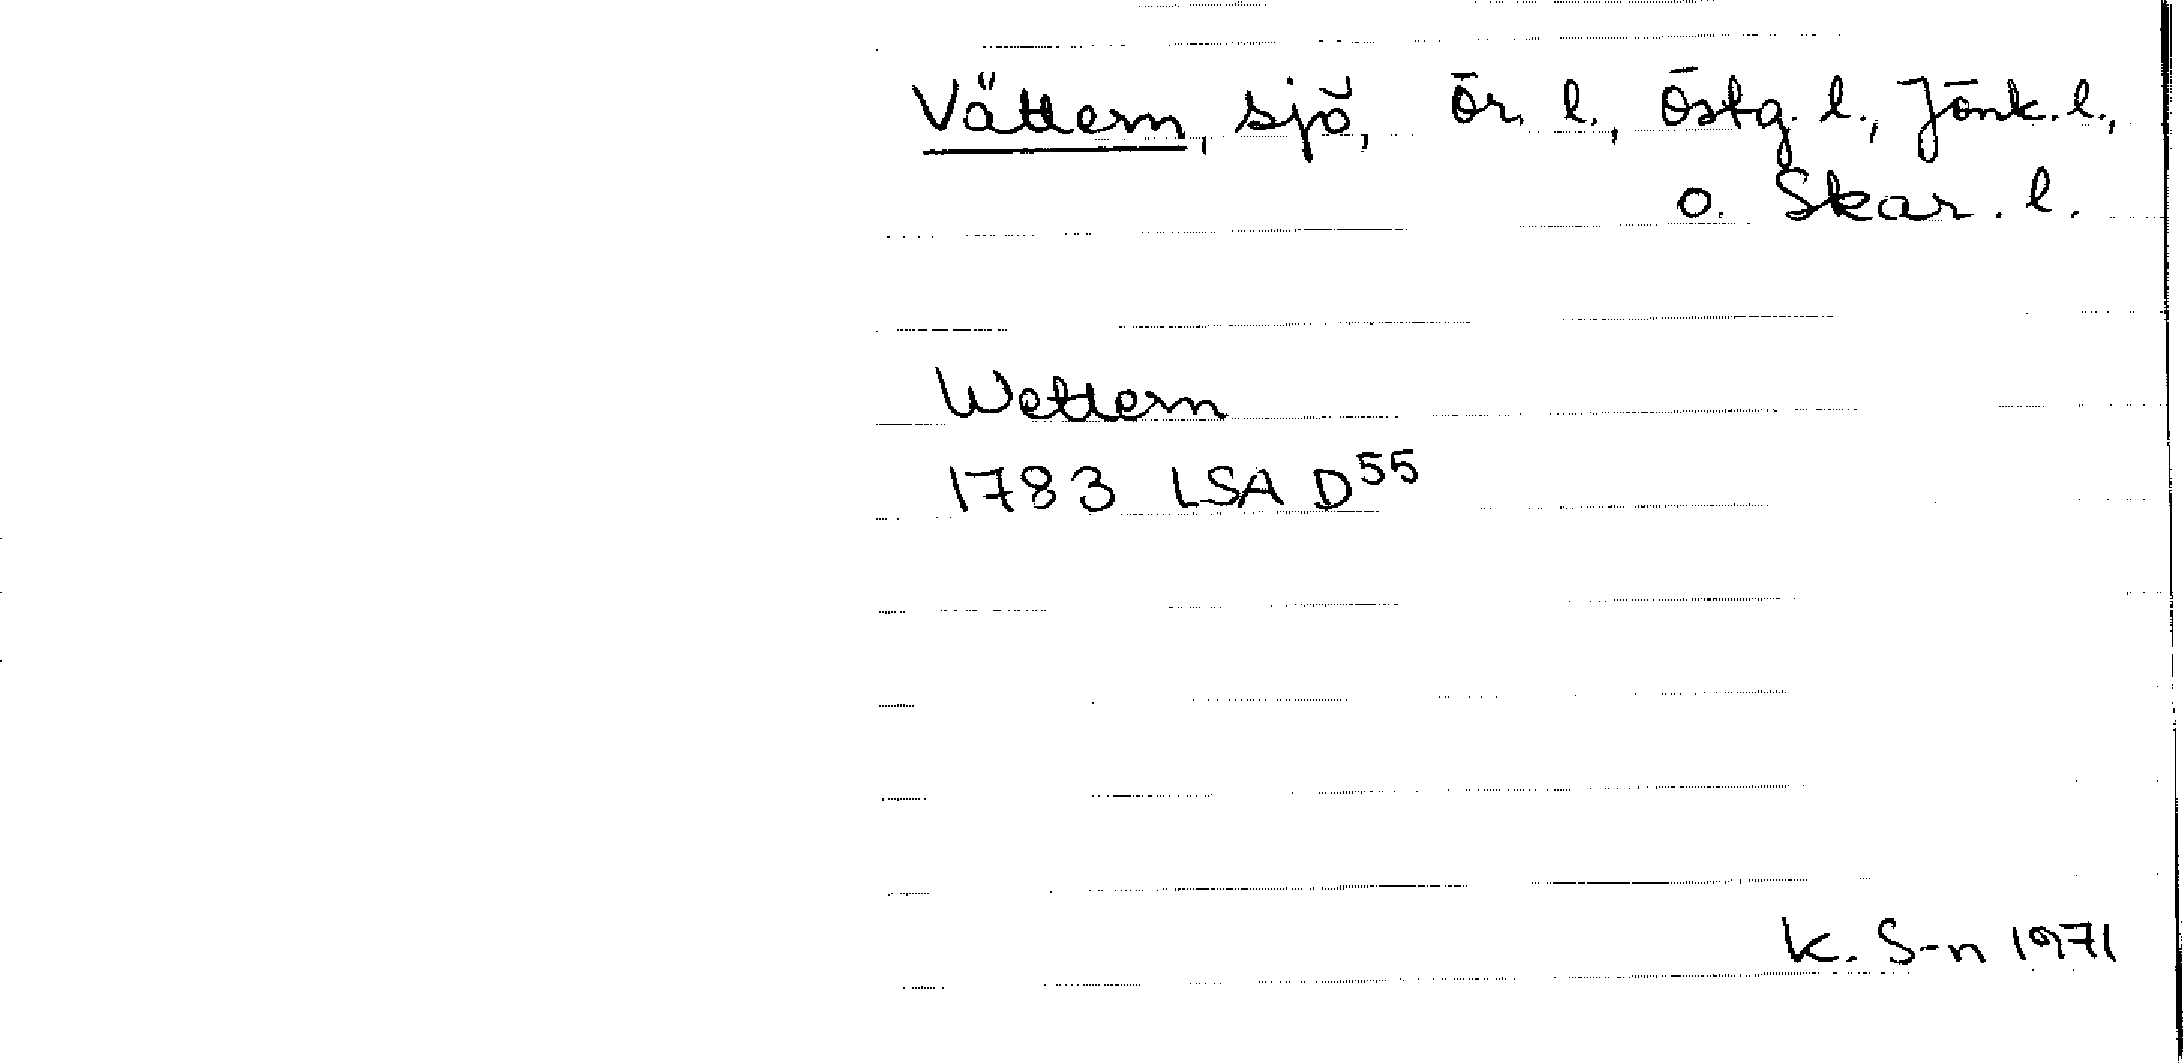 Vättern, sjö, Ör. l., Östg. l., Jönk. l.,
o. Skar. l.
Wettern
1783 LSA D⁵⁵
K. S-n 1971